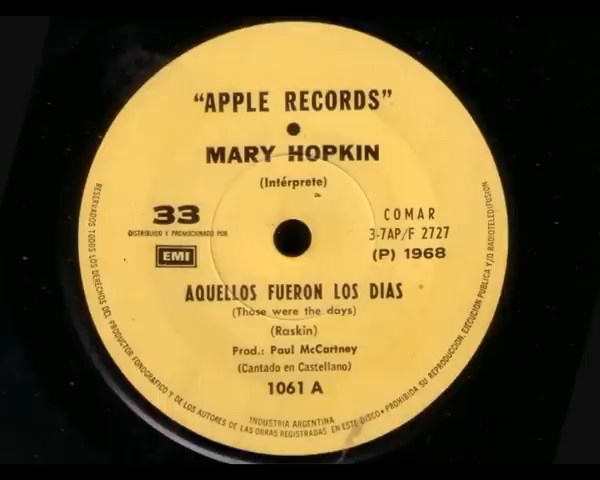 "APPLE RECORDS"
MARY HOPKIN
(Intérprete)
33
DISTRIBUIDO Y PROMOCIONADO POR
EMI
COMAR
3-7AP/F 2727
(P) 1968
AQUELLOS FUERON LOS DIAS
(Those were the days)
(Raskin)
Prod.: Paul McCartney
(Cantado en Castellano)
1061 A
INDUSTRIA ARGENTINA
RESERVADOS TODOS LOS DERECHOS DEL PRODUCTOR FONOGRAFICO Y DE LOS AUTORES DE LAS OBRAS REGISTRADAS EN ESTE DISCO • PROHIBIDA SU REPRODUCCION, EJECUCION PUBLICA Y/O RADIOTELEDIFUSION